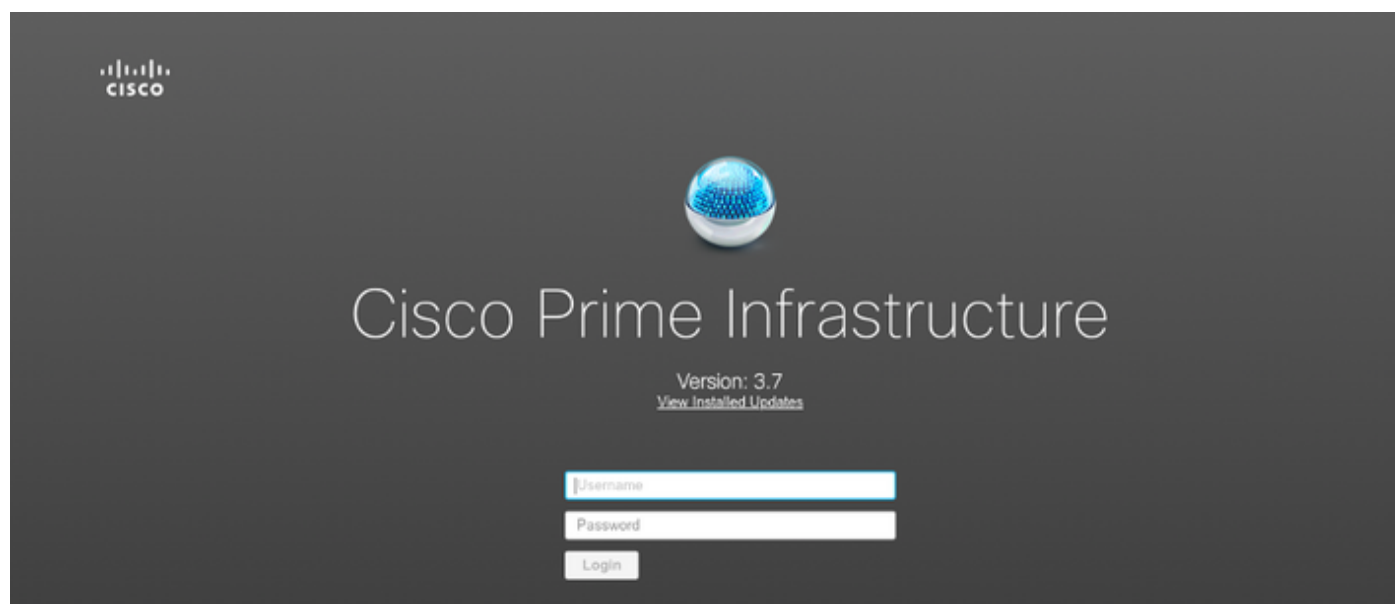 CISCO
Cisco Prime Infrastructure
Version: 3.7
View Installed Updates
Username
Password
Login